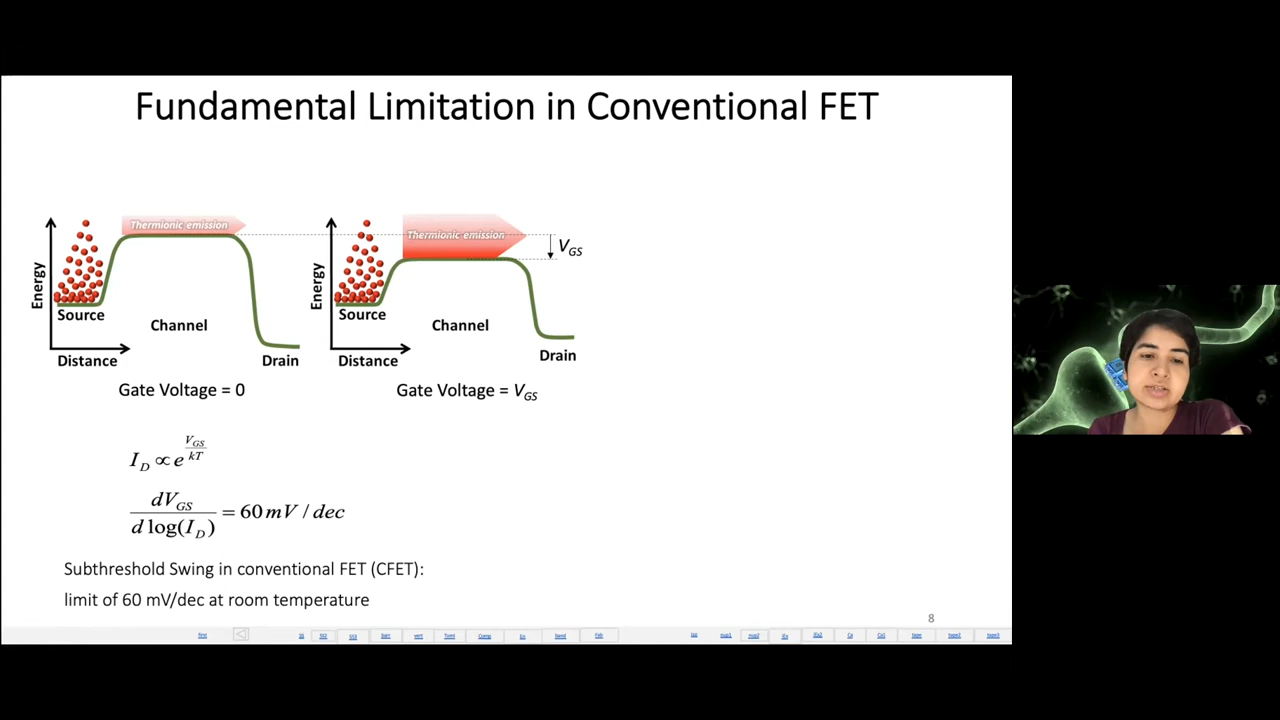 Fundamental Limitation in Conventional FET
Thermionic emission
Thermionic emission
V_GS
Energy
Energy
Source
Source
Channel
Channel
Distance
Drain
Distance
Drain
Gate Voltage = 0
Gate Voltage = V_GS
I_D ∝ e^(V_GS/kT)
dV_GS / d log(I_D) = 60 mV / dec
Subthreshold Swing in conventional FET (CFET):
limit of 60 mV/dec at room temperature
8
first